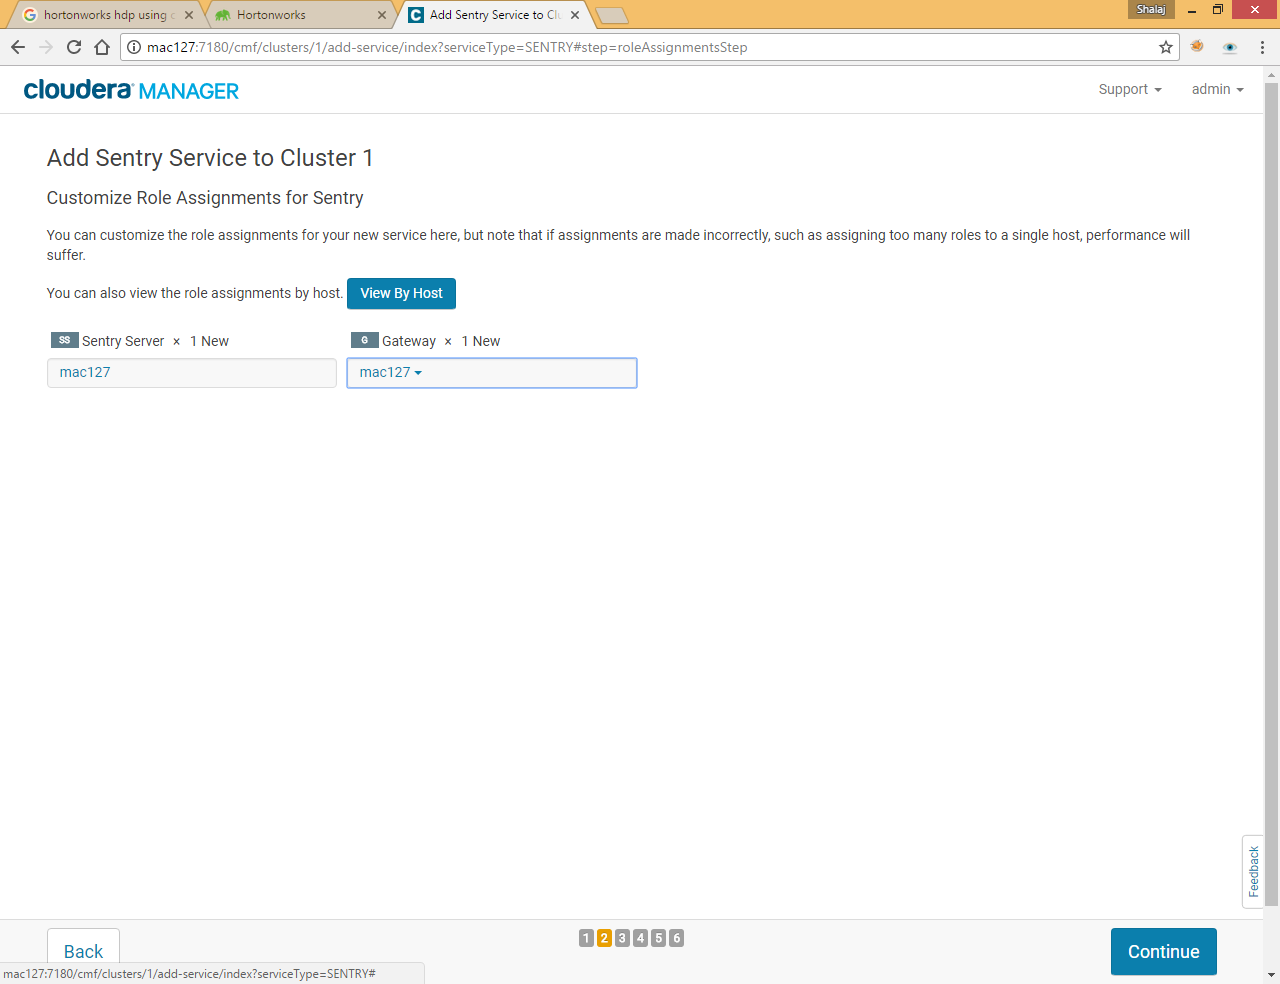 hortonworks hdp using
Hortonworks
Add Sentry Service to Clu
Shalaj
mac127:7180/cmf/clusters/1/add-service/index?serviceType=SENTRY#step=roleAssignmentsStep
cloudera MANAGER
Support
admin
Add Sentry Service to Cluster 1
Customize Role Assignments for Sentry
You can customize the role assignments for your new service here, but note that if assignments are made incorrectly, such as assigning too many roles to a single host, performance will
suffer.
You can also view the role assignments by host. View By Host
SS Sentry Server × 1 New
G Gateway × 1 New
mac127
mac127
Feedback
Back
1 2 3 4 5 6
Continue
mac127:7180/cmf/clusters/1/add-service/index?serviceType=SENTRY#